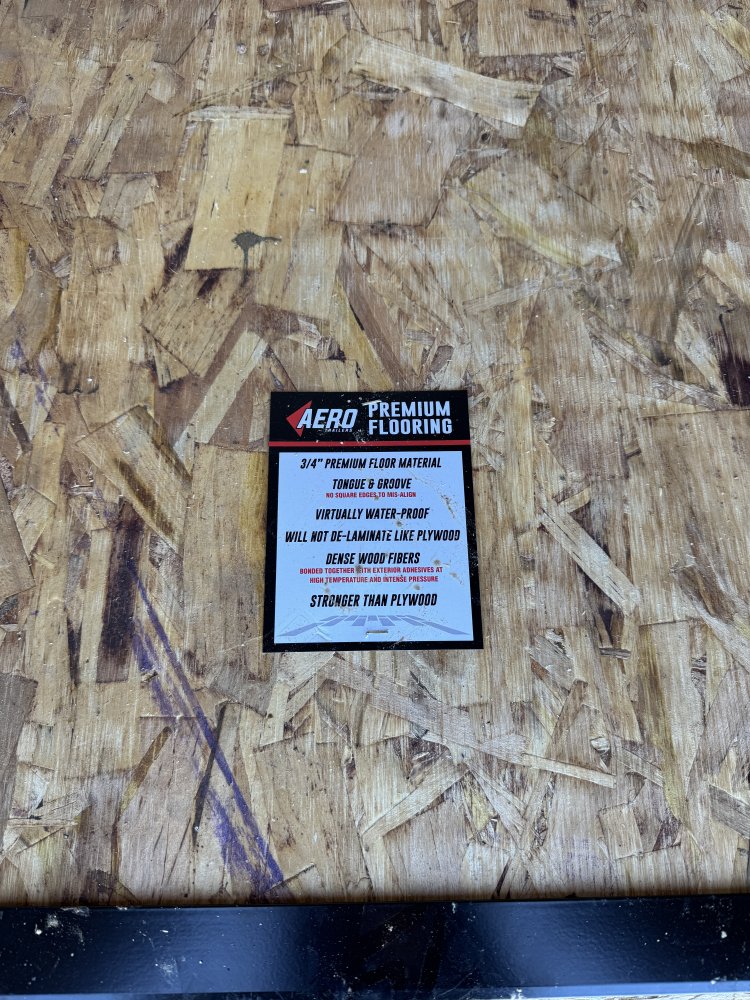 AERO
TRAILERS
PREMIUM
FLOORING
3/4" PREMIUM FLOOR MATERIAL
TONGUE & GROOVE
NO SQUARE EDGES TO MIS-ALIGN
VIRTUALLY WATER-PROOF
WILL NOT DE-LAMINATE LIKE PLYWOOD
DENSE WOOD FIBERS
BONDED TOGETHER WITH EXTERIOR ADHESIVES AT
HIGH TEMPERATURE AND INTENSE PRESSURE
STRONGER THAN PLYWOOD